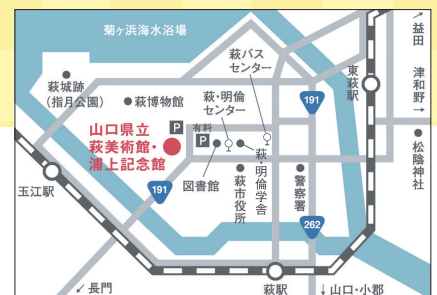 菊ヶ浜海水浴場
↗益田
津和野→
東萩駅
萩バス
センター
萩城跡
(指月公園)
萩博物館
萩・明倫
センター
191
山口県立
萩美術館・
浦上記念館
P
有料
P
松陰神社
玉江駅
191
図書館
萩・明倫学舎
萩市役所
警察署
262
↙長門
萩駅
↓山口・小郡